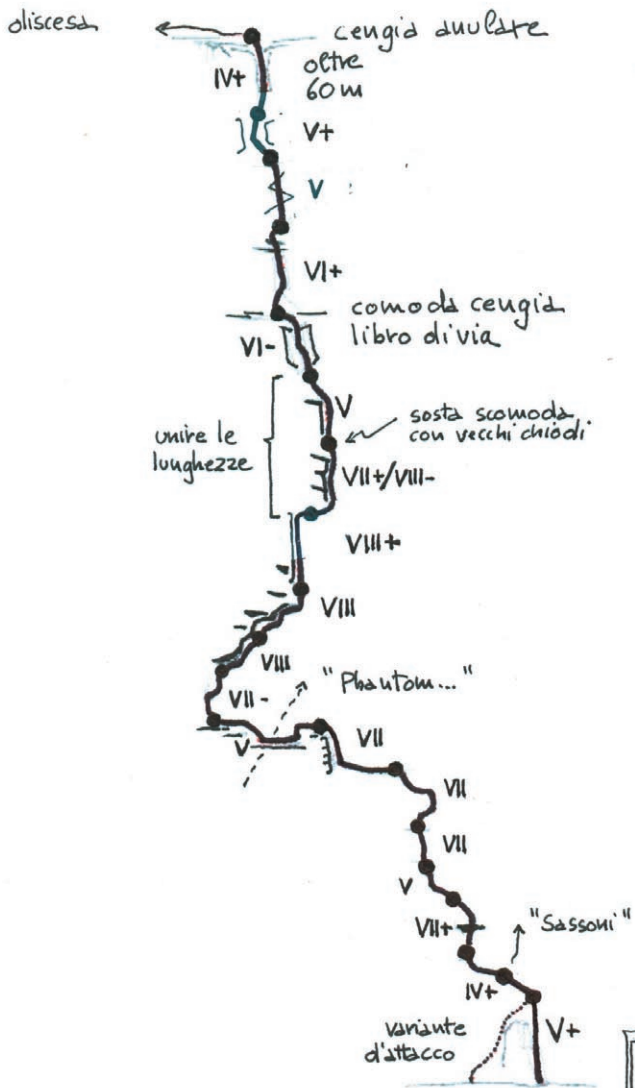 discesa
cengia anulare
IV+
oltre
60 m
V+
V
VI+
comoda cengia
libro di via
VI-
V
sosta scomoda
con vecchi chiodi
unire le
lunghezze
VII+/VIII-
VIII+
VIII
VIII
VII-
"Phantom..."
V
VII
VII
VII
V
VII+
"Sassoni"
IV+
V+
variante
d'attacco